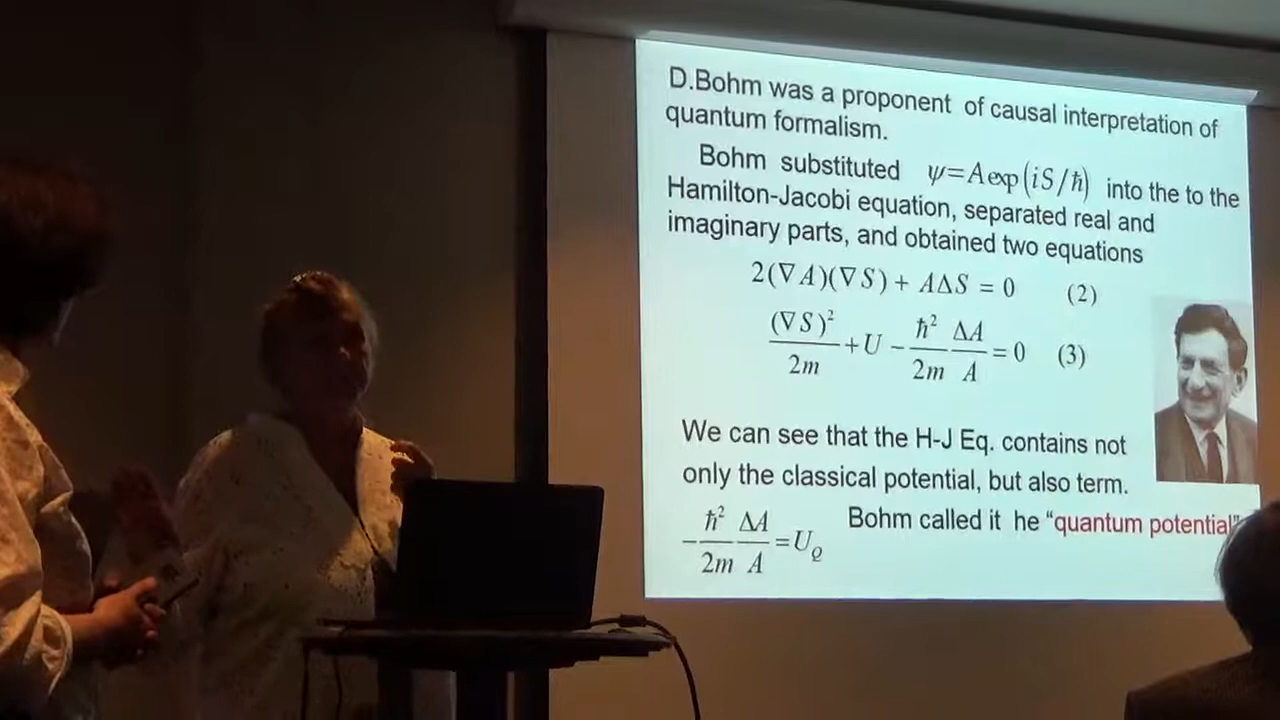 D.Bohm was a proponent of causal interpretation of
quantum formalism.
Bohm substituted ψ=Aexp(iS/ħ) into the to the
Hamilton-Jacobi equation, separated real and
imaginary parts, and obtained two equations
2(∇A)(∇S) + AΔS = 0 (2)
(∇S)²/2m + U − ħ²/2m ΔA/A = 0 (3)
We can see that the H-J Eq. contains not
only the classical potential, but also term.
−ħ²/2m ΔA/A = U_Q Bohm called it he “quantum potential”